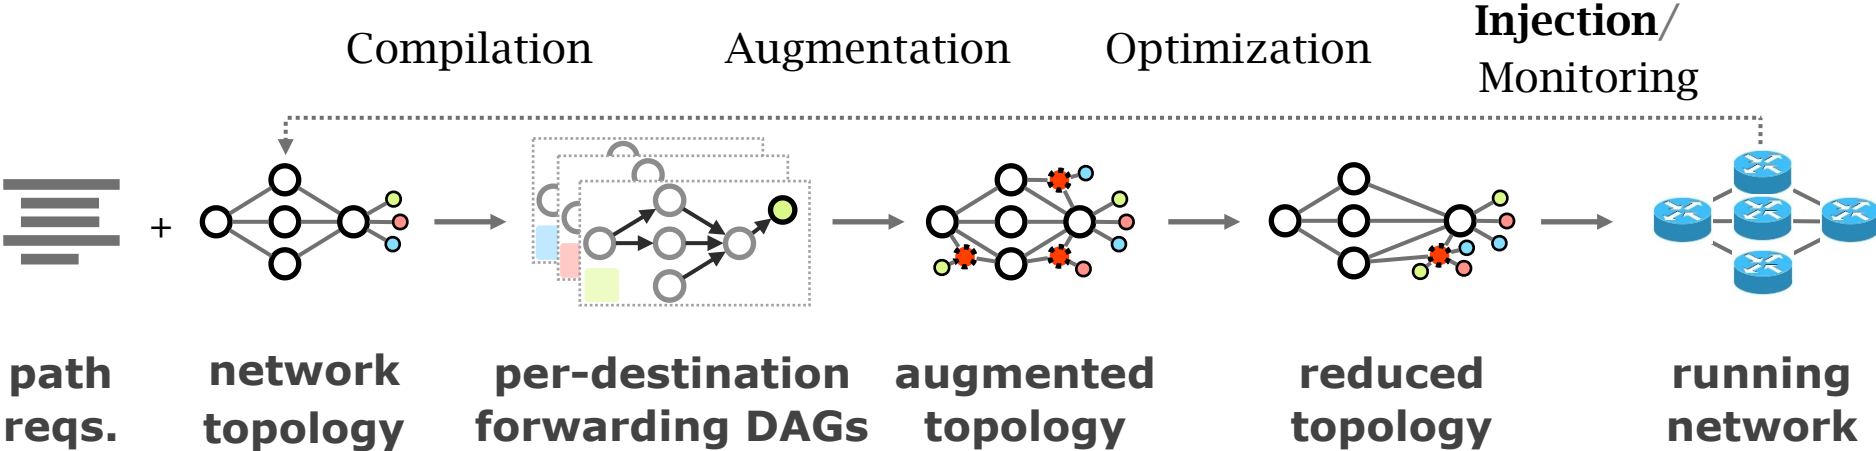 Compilation
Augmentation
Optimization
Injection/
Monitoring
+
path
reqs.
network
topology
per-destination
forwarding DAGs
augmented
topology
reduced
topology
running
network